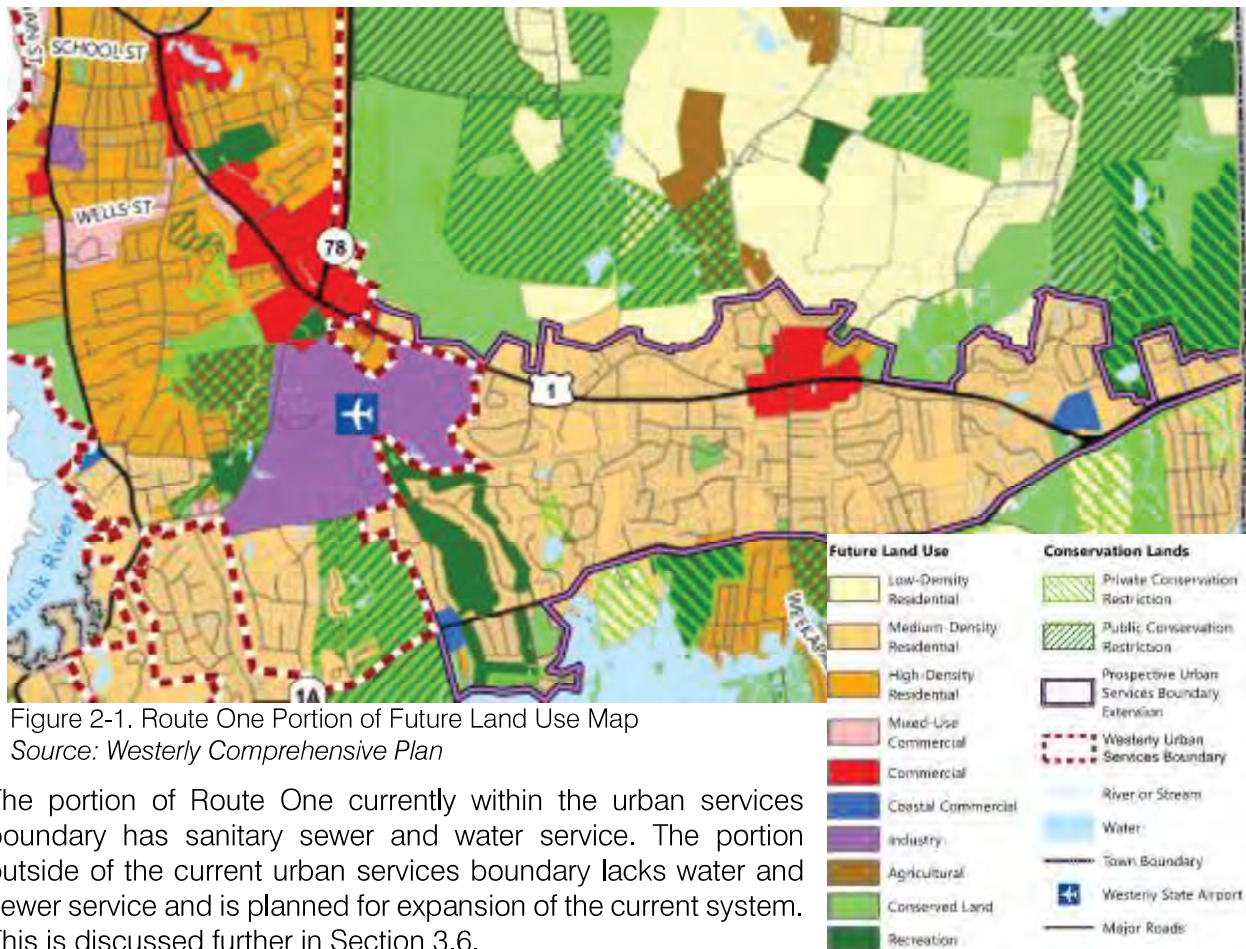 SCHOOL ST
WELLS ST
78
1
1A
tuck River
Figure 2-1. Route One Portion of Future Land Use Map
Source: Westerly Comprehensive Plan
The portion of Route One currently within the urban services
boundary has sanitary sewer and water service. The portion
outside of the current urban services boundary lacks water and
sewer service and is planned for expansion of the current system.
This is discussed further in Section 3.6.
Future Land Use
Low-Density
Residential
Medium-Density
Residential
High-Density
Residential
Mixed-Use
Commercial
Commercial
Coastal Commercial
Industry
Agricultural
Conserved Land
Recreation
Conservation Lands
Private Conservation
Restriction
Public Conservation
Restriction
Prospective Urban
Services Boundary
Extension
Westerly Urban
Services Boundary
River or Stream
Water
Town Boundary
Westerly State Airport
Major Roads